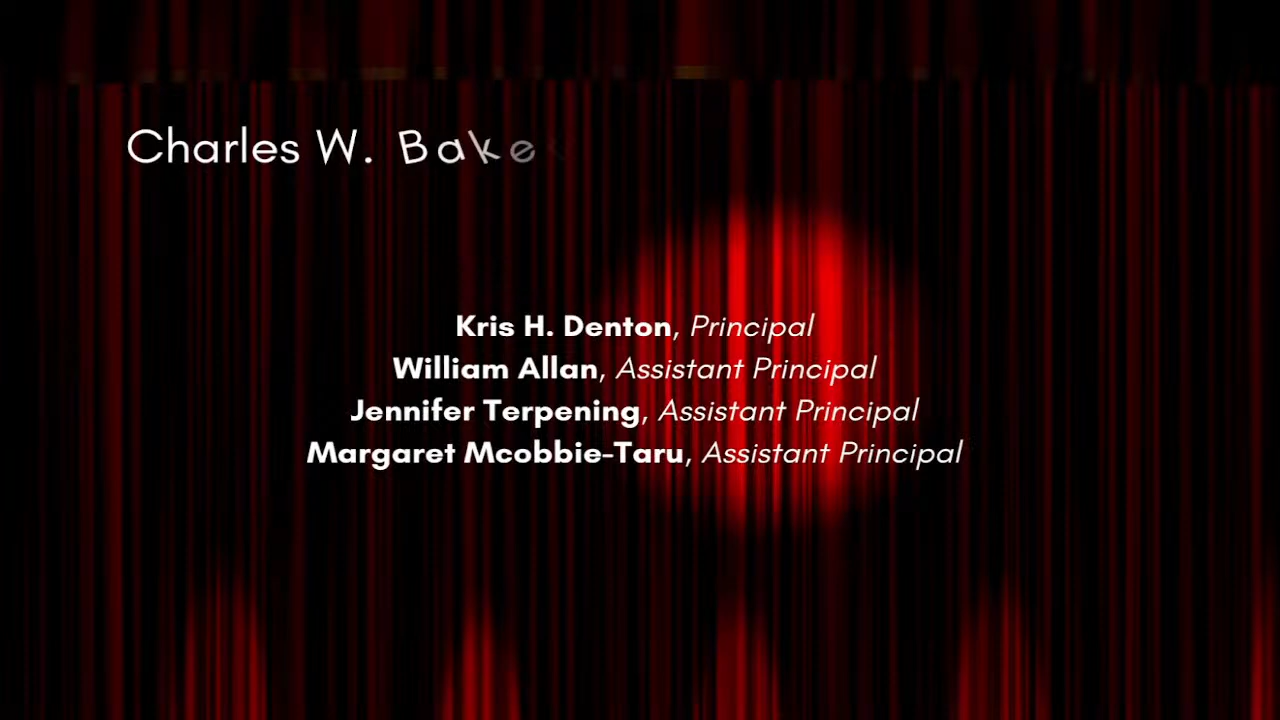 Charles W. Bake
Kris H. Denton, Principal
William Allan, Assistant Principal
Jennifer Terpening, Assistant Principal
Margaret Mcobbie-Taru, Assistant Principal